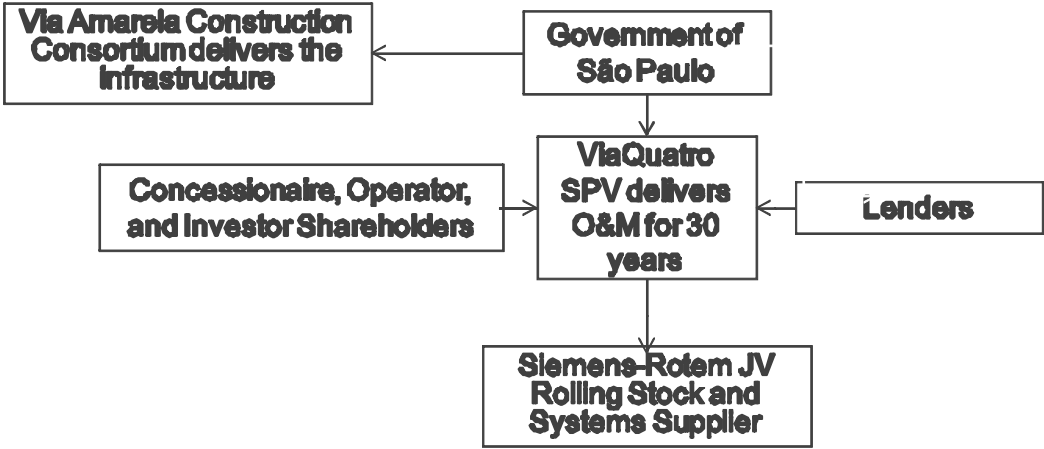 Via Amarela Construction
Consortium delivers the
Infrastructure
Government of
São Paulo
ViaQuatro
SPV delivers
O&M for 30
years
Concessionaire, Operator,
and Investor Shareholders
Lenders
Siemens-Rotem JV
Rolling Stock and
Systems Supplier